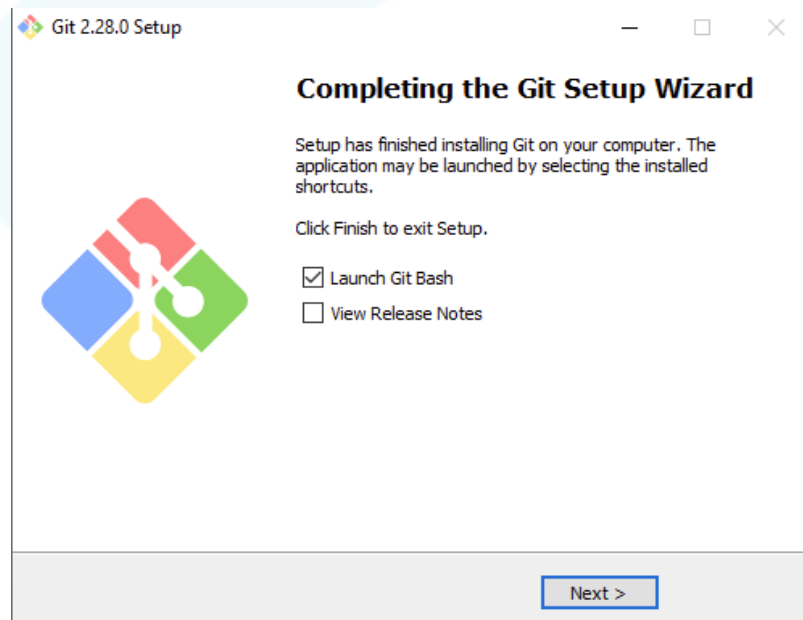 Git 2.28.0 Setup
Completing the Git Setup Wizard
Setup has finished installing Git on your computer. The
application may be launched by selecting the installed
shortcuts.
Click Finish to exit Setup.
Launch Git Bash
View Release Notes
Next >